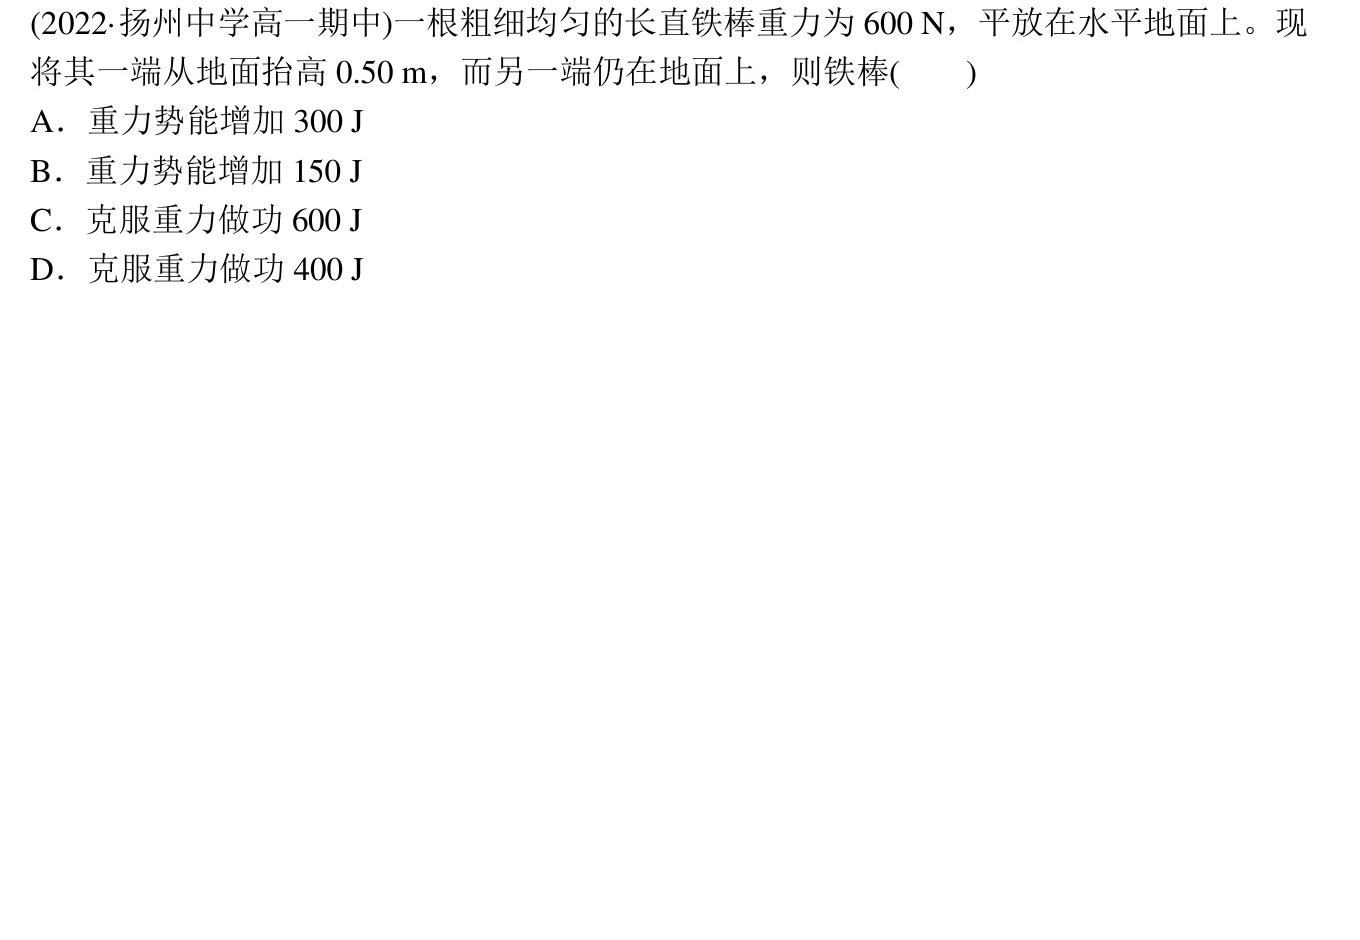 (2022·扬州中学高一期中)一根粗细均匀的长直铁棒重力为 600 N，平放在水平地面上。现
将其一端从地面抬高 0.50 m，而另一端仍在地面上，则铁棒(　　)
A．重力势能增加 300 J
B．重力势能增加 150 J
C．克服重力做功 600 J
D．克服重力做功 400 J